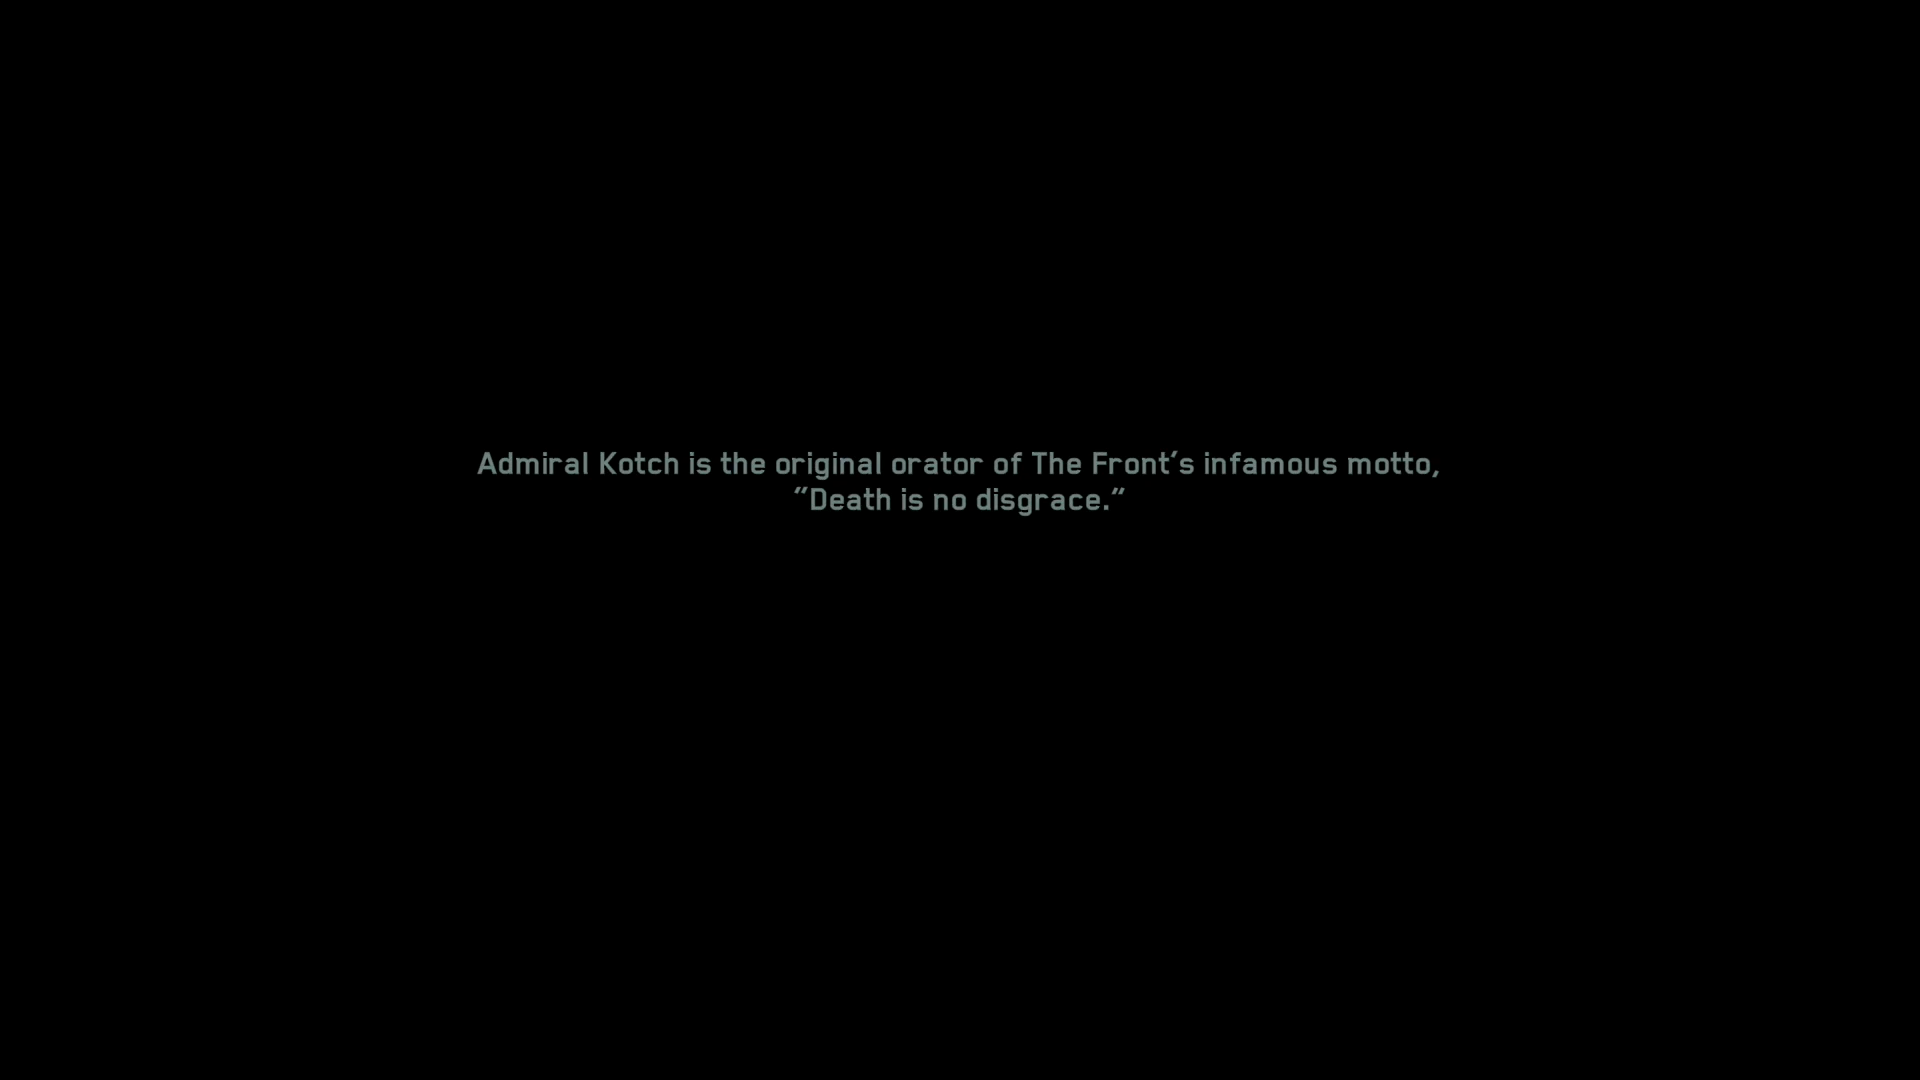 Admiral Kotch is the original orator of The Front's infamous motto,
"Death is no disgrace."